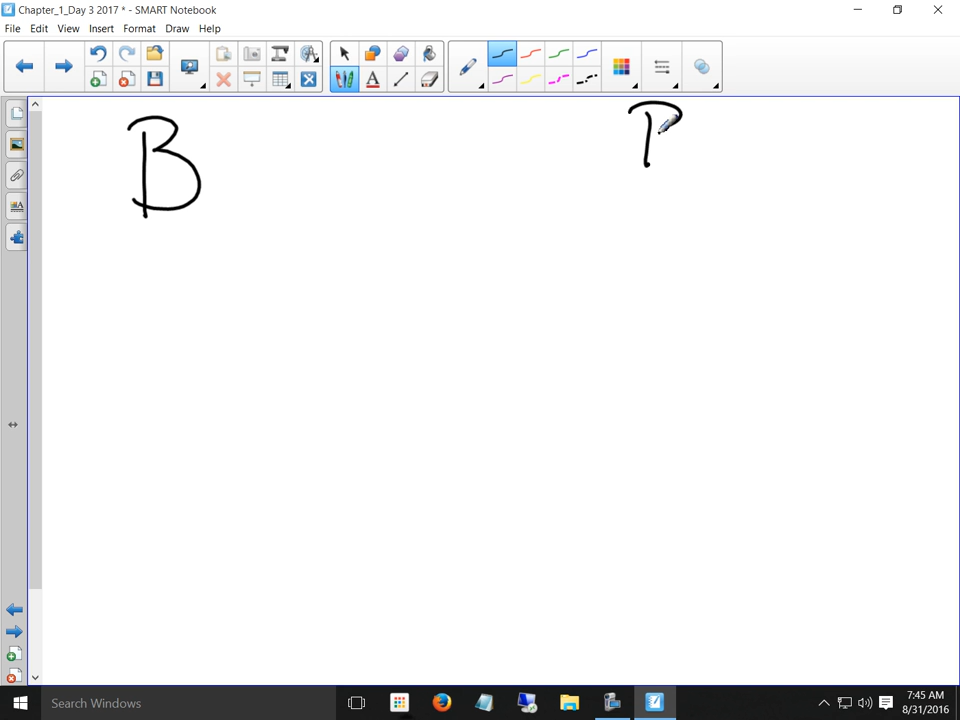 Chapter_1_Day 3 2017 * - SMART Notebook
File Edit View Insert Format Draw Help
B P
Search Windows
7:45 AM
8/31/2016